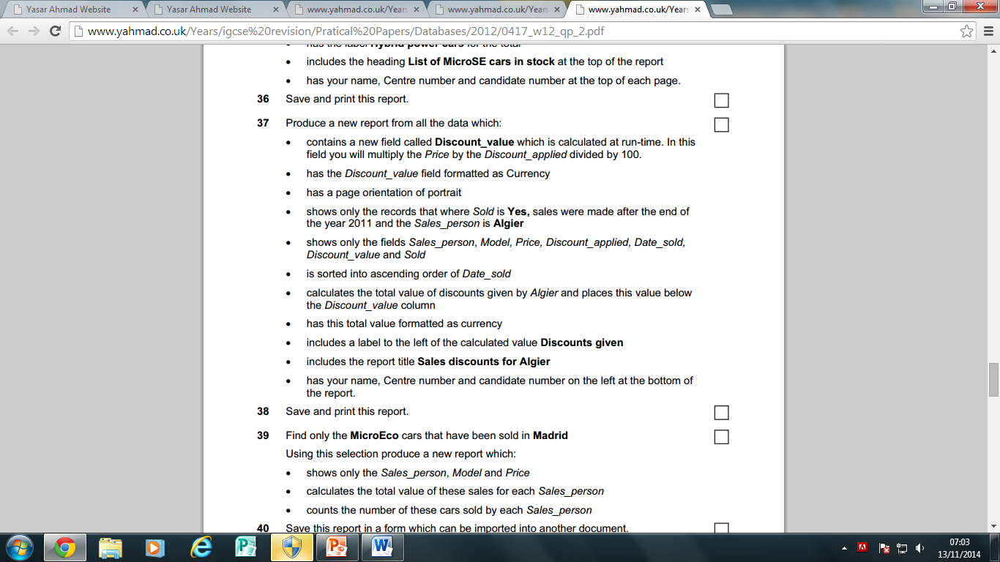 Yasar Ahmad Website
Yasar Ahmad Website
www.yahmad.co.uk/Years
www.yahmad.co.uk/Years
www.yahmad.co.uk/Years
www.yahmad.co.uk/Years/igcse%20revision/Pratical%20Papers/Databases/2012/0417_w12_qp_2.pdf
• has the label Hybrid power cars for the total
• includes the heading List of MicroSE cars in stock at the top of the report
• has your name, Centre number and candidate number at the top of each page.
36 Save and print this report.
37 Produce a new report from all the data which:
• contains a new field called Discount_value which is calculated at run-time. In this
field you will multiply the Price by the Discount_applied divided by 100.
• has the Discount_value field formatted as Currency
• has a page orientation of portrait
• shows only the records that where Sold is Yes, sales were made after the end of
the year 2011 and the Sales_person is Algier
• shows only the fields Sales_person, Model, Price, Discount_applied, Date_sold,
Discount_value and Sold
• is sorted into ascending order of Date_sold
• calculates the total value of discounts given by Algier and places this value below
the Discount_value column
• has this total value formatted as currency
• includes a label to the left of the calculated value Discounts given
• includes the report title Sales discounts for Algier
• has your name, Centre number and candidate number on the left at the bottom of
the report.
38 Save and print this report.
39 Find only the MicroEco cars that have been sold in Madrid
Using this selection produce a new report which:
• shows only the Sales_person, Model and Price
• calculates the total value of these sales for each Sales_person
• counts the number of these cars sold by each Sales_person
40 Save this report in a form which can be imported into another document.
07:03
13/11/2014